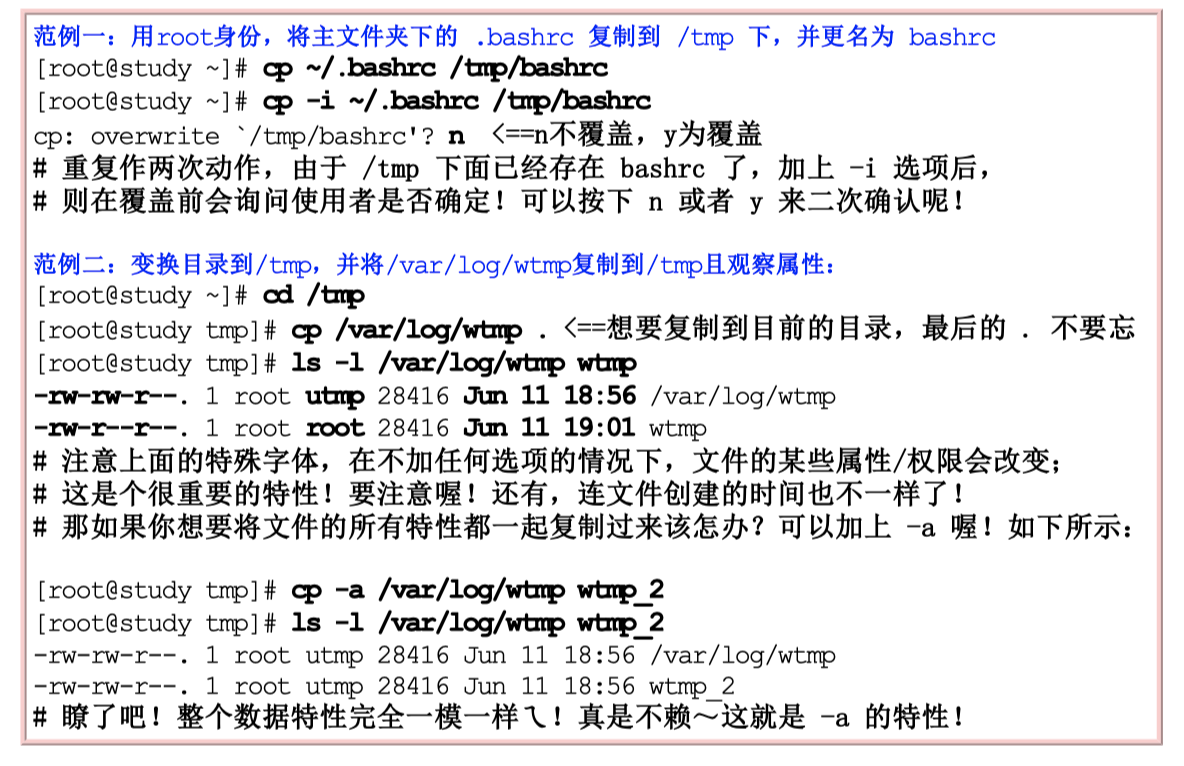 范例一：用root身份，将主文件夹下的 .bashrc 复制到 /tmp 下，并更名为 bashrc
[root@study ~]# cp ~/.bashrc /tmp/bashrc
[root@study ~]# cp -i ~/.bashrc /tmp/bashrc
cp: overwrite `/tmp/bashrc'? n  <==n不覆盖，y为覆盖
# 重复作两次动作，由于 /tmp 下面已经存在 bashrc 了，加上 -i 选项后，
# 则在覆盖前会询问使用者是否确定！可以按下 n 或者 y 来二次确认呢！
范例二：变换目录到/tmp，并将/var/log/wtmp复制到/tmp且观察属性：
[root@study ~]# cd /tmp
[root@study tmp]# cp /var/log/wtmp . <==想要复制到目前的目录，最后的 . 不要忘
[root@study tmp]# ls -l /var/log/wtmp wtmp
-rw-rw-r--. 1 root utmp 28416 Jun 11 18:56 /var/log/wtmp
-rw-r--r--. 1 root root 28416 Jun 11 19:01 wtmp
# 注意上面的特殊字体，在不加任何选项的情况下，文件的某些属性/权限会改变；
# 这是个很重要的特性！要注意喔！还有，连文件创建的时间也不一样了！
# 那如果你想要将文件的所有特性都一起复制过来该怎办？可以加上 -a 喔！如下所示：
[root@study tmp]# cp -a /var/log/wtmp wtmp_2
[root@study tmp]# ls -l /var/log/wtmp wtmp_2
-rw-rw-r--. 1 root utmp 28416 Jun 11 18:56 /var/log/wtmp
-rw-rw-r--. 1 root utmp 28416 Jun 11 18:56 wtmp_2
# 瞭了吧！整个数据特性完全一模一样ㄟ！真是不赖～这就是 -a 的特性！